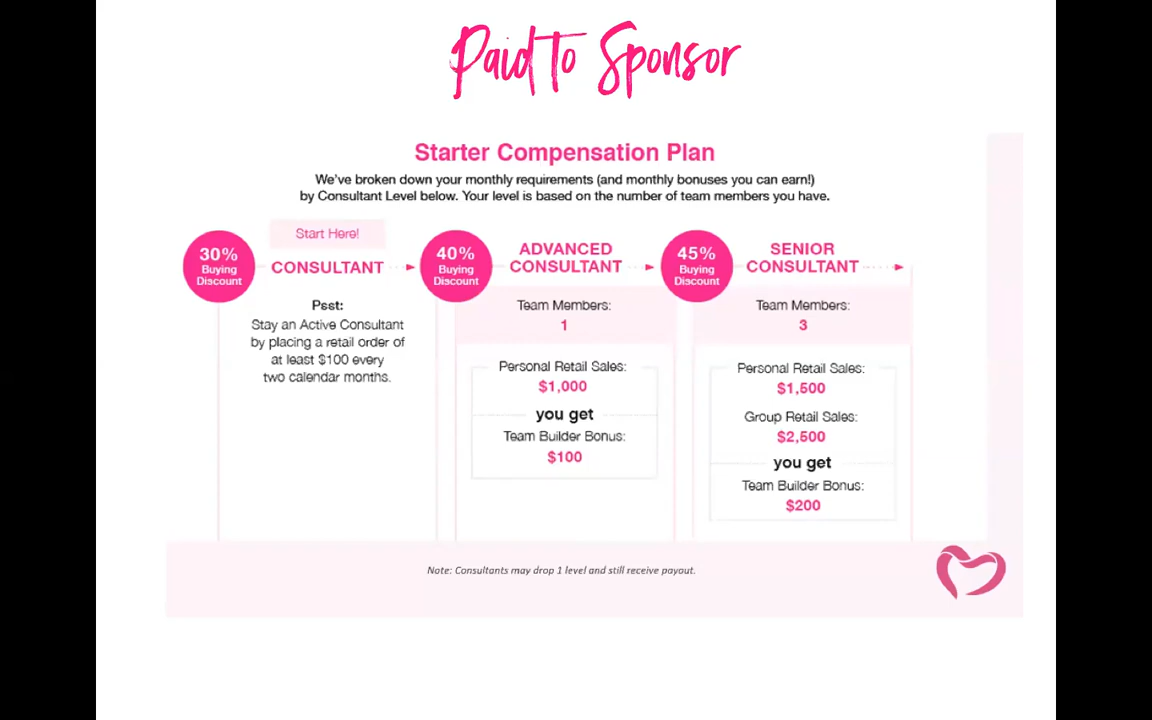 Paid to Sponsor
Starter Compensation Plan
We've broken down your monthly requirements (and monthly bonuses you can earn!)
by Consultant Level below. Your level is based on the number of team members you have.
30%
Buying
Discount
Start Here!
CONSULTANT
Psst:
Stay an Active Consultant
by placing a retail order of
at least $100 every
two calendar months.
40%
Buying
Discount
ADVANCED
CONSULTANT
Team Members:
1
Personal Retail Sales:
$1,000
you get
Team Builder Bonus:
$100
45%
Buying
Discount
SENIOR
CONSULTANT
Team Members:
3
Personal Retail Sales:
$1,500
Group Retail Sales:
$2,500
you get
Team Builder Bonus:
$200
Note: Consultants may drop 1 level and still receive payout.